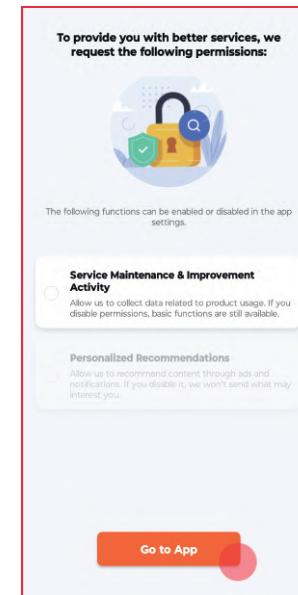 To provide you with better services, we
request the following permissions:
The following functions can be enabled or disabled in the app
settings.
Service Maintenance & Improvement
Activity
Allow us to collect data related to product usage. If you
disable permissions, basic functions are still available.
Personalized Recommendations
Allow us to recommend content through ads and
notifications. If you disable it, we won't send what may
interest you.
Go to App